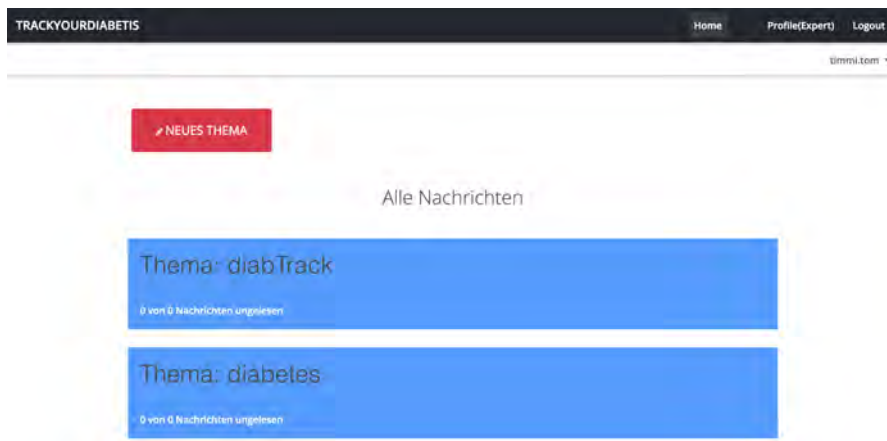 TRACKYOURDIABETIS Home Profile(Expert) Logout
timmi.tom
NEUES THEMA
Alle Nachrichten
Thema: diabTrack
0 von 0 Nachrichten ungelesen
Thema: diabetes
0 von 0 Nachrichten ungelesen